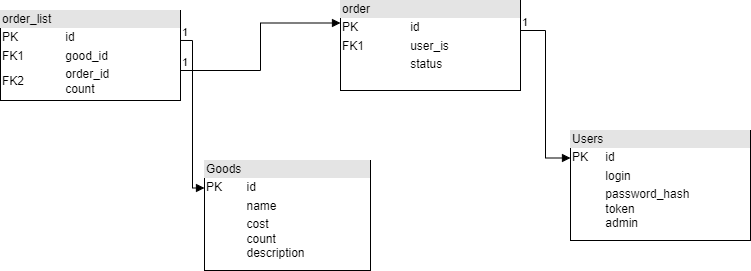 order_list
PK id
FK1 good_id
FK2 order_id
count
1
1
order
PK id
FK1 user_is
status
1
Goods
PK id
name
cost
count
description
Users
PK id
login
password_hash
token
admin